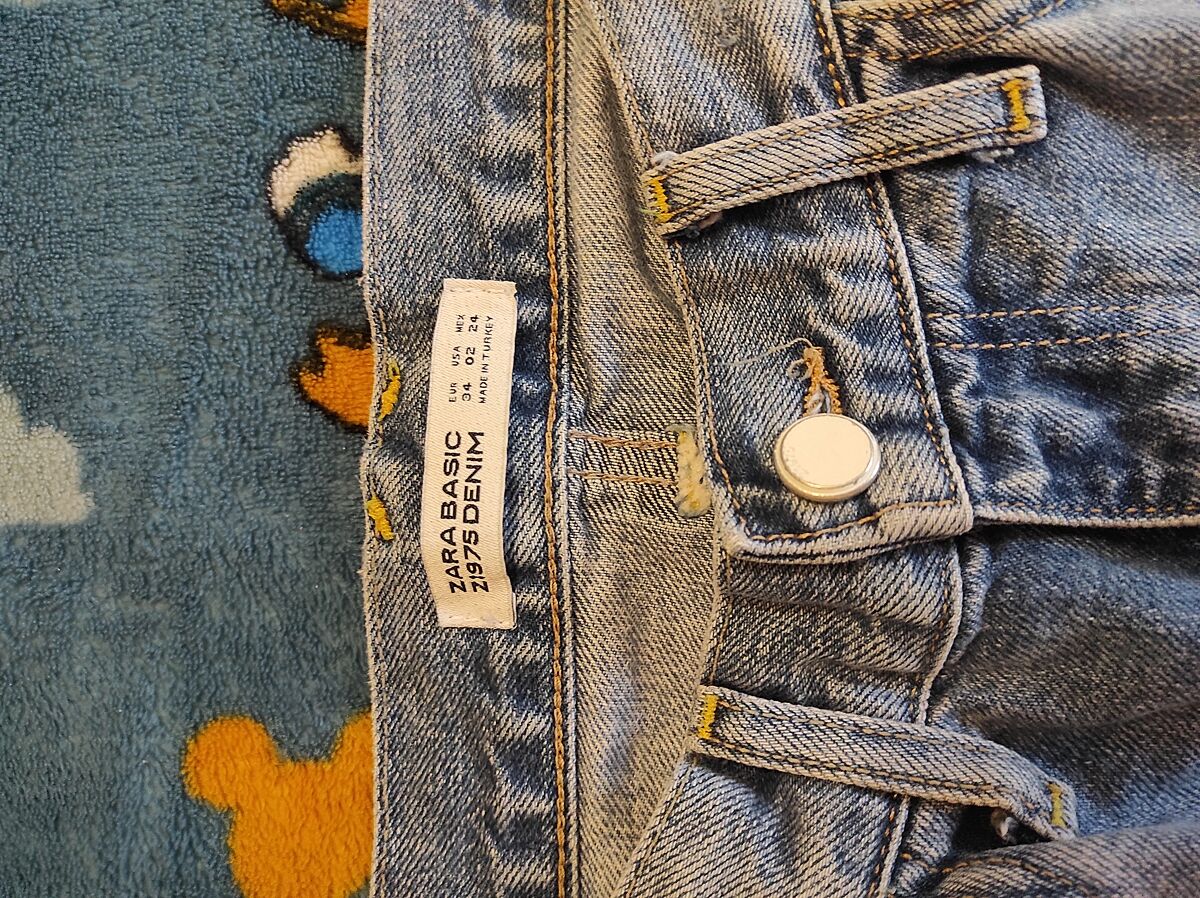 ZARA BASIC
Z1975 DENIM
EUR USA MEX
34 02 24
MADE IN TURKEY